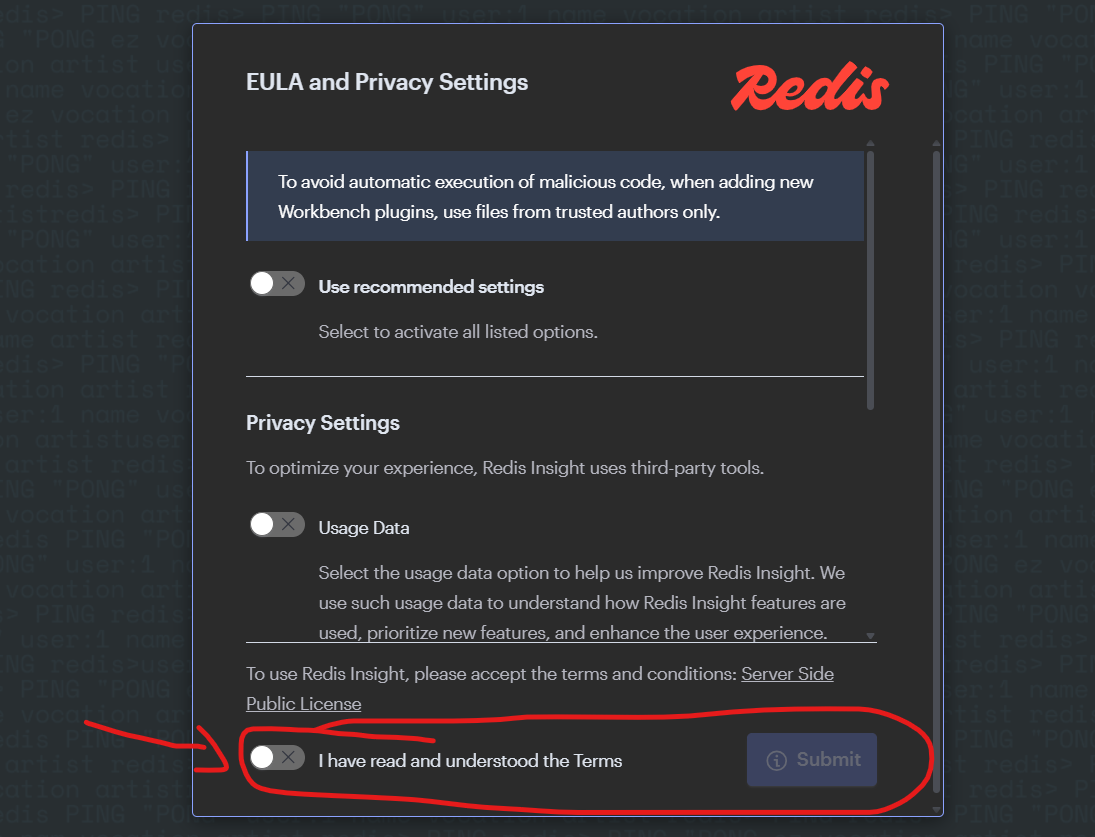 EULA and Privacy Settings
Redis
To avoid automatic execution of malicious code, when adding new
Workbench plugins, use files from trusted authors only.
Use recommended settings
Select to activate all listed options.
Privacy Settings
To optimize your experience, Redis Insight uses third-party tools.
Usage Data
Select the usage data option to help us improve Redis Insight. We
use such usage data to understand how Redis Insight features are
used, prioritize new features, and enhance the user experience.
To use Redis Insight, please accept the terms and conditions: Server Side
Public License
I have read and understood the Terms
Submit